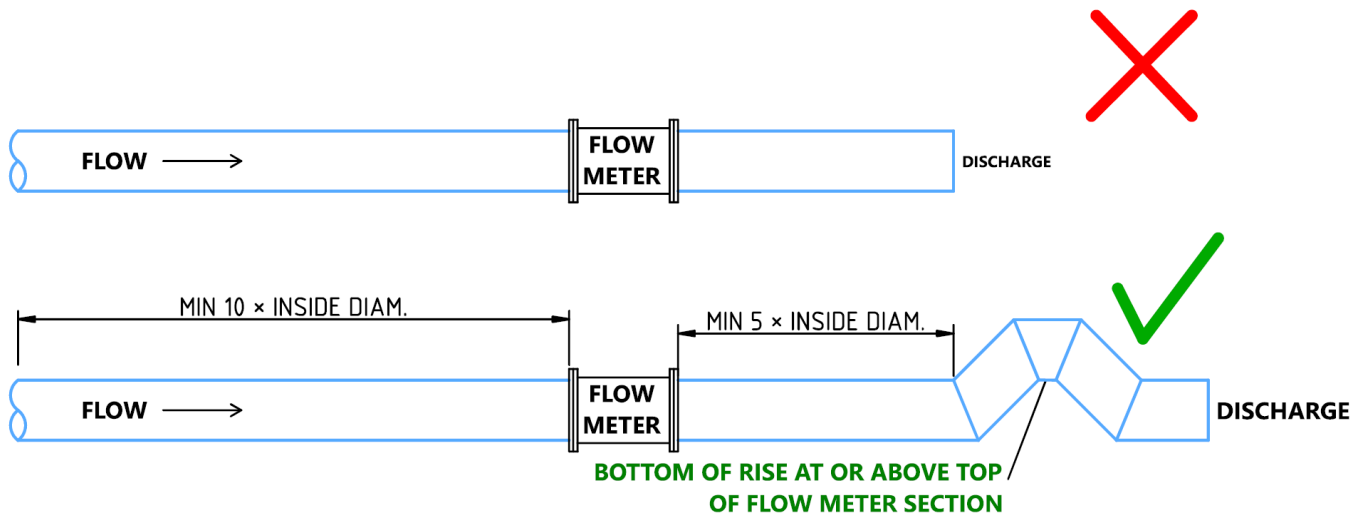 FLOW
FLOW
METER
DISCHARGE
MIN 10 × INSIDE DIAM.
MIN 5 × INSIDE DIAM.
FLOW
FLOW
METER
DISCHARGE
BOTTOM OF RISE AT OR ABOVE TOP
OF FLOW METER SECTION